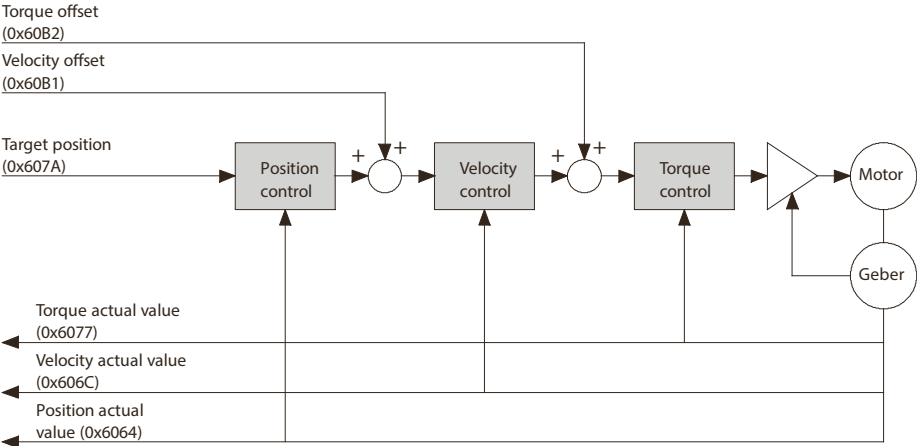 Torque offset
(0x60B2)
Velocity offset
(0x60B1)
Target position
(0x607A)
Position
control
+
+
Velocity
control
+
+
Torque
control
Motor
Geber
Torque actual value
(0x6077)
Velocity actual value
(0x606C)
Position actual
value (0x6064)